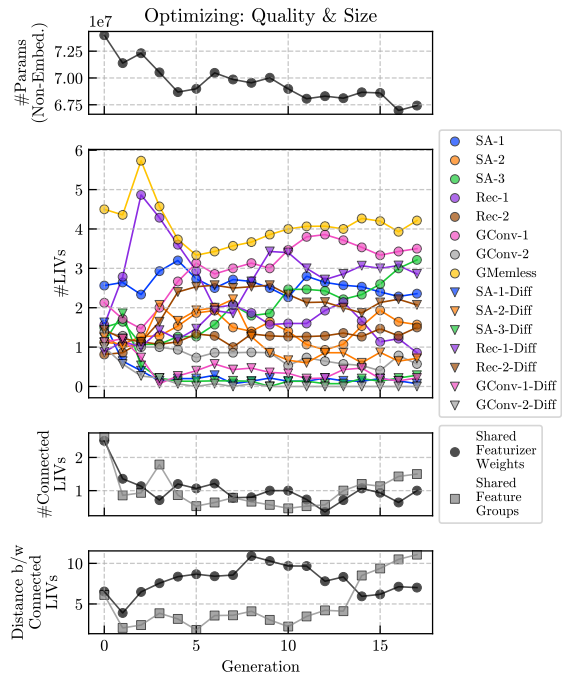 Optimizing: Quality & Size
1e7
#Params
(Non-Embed.)
7.25
7.00
6.75
#LIVs
6
5
4
3
2
1
0
SA-1
SA-2
SA-3
Rec-1
Rec-2
GConv-1
GConv-2
GMemless
SA-1-Diff
SA-2-Diff
SA-3-Diff
Rec-1-Diff
Rec-2-Diff
GConv-1-Diff
GConv-2-Diff
#Connected
LIVs
2
1
Shared
Featurizer
Weights
Shared
Feature
Groups
Distance b/w
Connected
LIVs
10
5
0
5
10
15
Generation